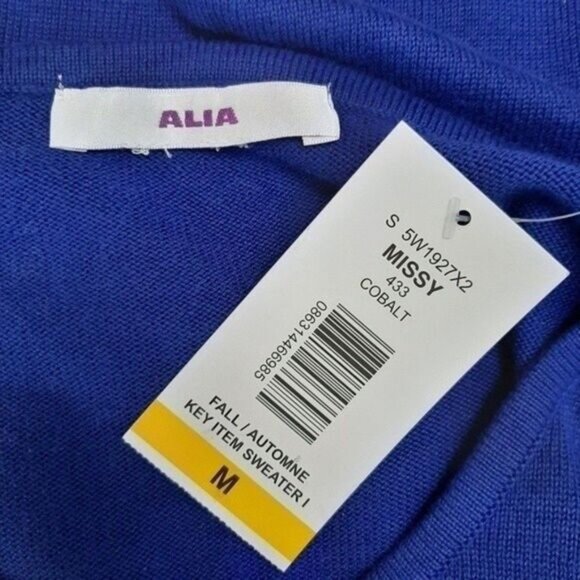 ALIA
S 5W1927X2
MISSY
433
COBALT
086314466985
FALL / AUTOMNE
KEY ITEM SWEATER I
M